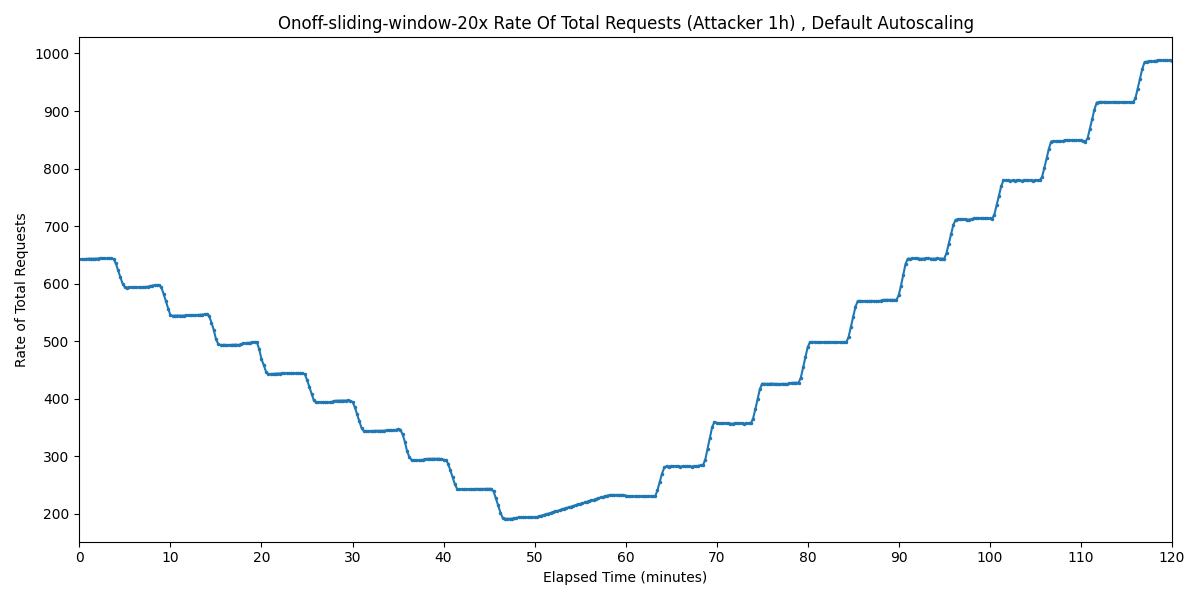 Onoff-sliding-window-20x Rate Of Total Requests (Attacker 1h) , Default Autoscaling
1000
900
800
700
600
500
400
300
200
Rate of Total Requests
0 10 20 30 40 50 60 70 80 90 100 110 120
Elapsed Time (minutes)